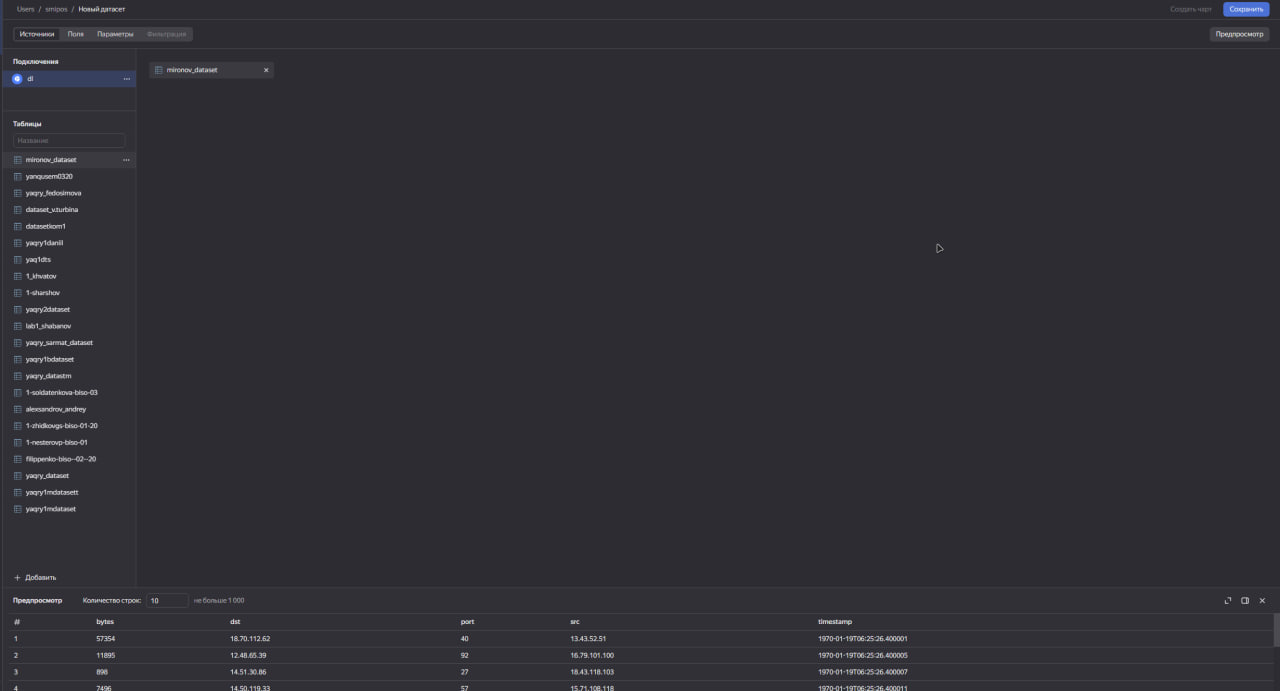 Users / smipos / Новый датасет
Создать чарт
Сохранить
Источники Поля Параметры Фильтрация
Предпросмотр
Подключения
dl
mironov_dataset
Таблицы
Название
mironov_dataset
yanqusem0320
yaqry_fedosimova
dataset_v.turbina
datasetkom1
yaqry1daniil
yaq1dts
1_khvatov
1-sharshov
yaqry2dataset
lab1_shabanov
yaqry_sarmat_dataset
yaqry1bdataset
yaqry_datastm
1-soldatenkova-biso-03
alexsandrov_andrey
1-zhidkovgs-biso-01-20
1-nesterovp-biso-01
filippenko-biso--02--20
yaqry_dataset
yaqry1mdatasett
yaqry1mdataset
+ Добавить
Предпросмотр Количество строк: 10 не больше 1 000
# bytes dst port src timestamp
1 57354 18.70.112.62 40 13.43.52.51 1970-01-19T06:25:26.400001
2 11895 12.48.65.39 92 16.79.101.100 1970-01-19T06:25:26.400005
3 898 14.51.30.86 27 18.43.118.103 1970-01-19T06:25:26.400007
4 7496 14.50.119.33 57 15.71.108.118 1970-01-19T06:25:26.400011